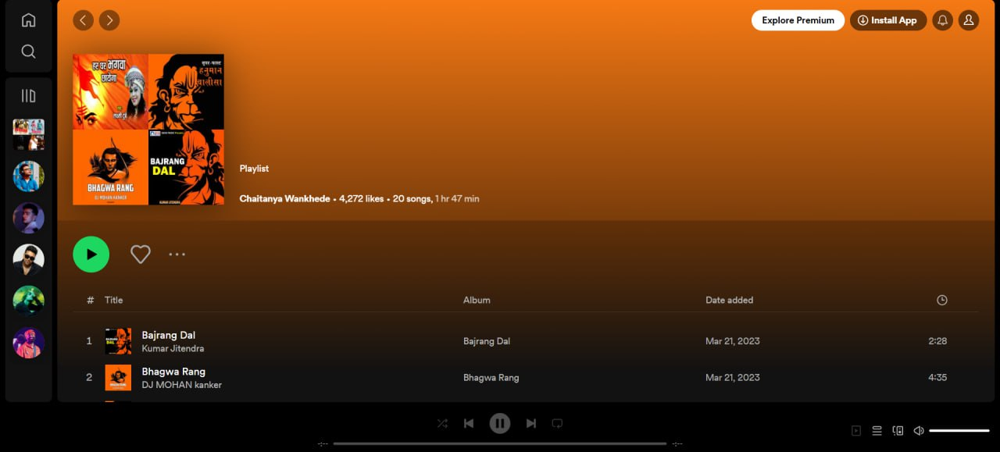 Explore Premium
Install App
हर घर भगवा
छायेगा
सुपर-फास्ट
हनुमान
चालीसा
BHAGWA RANG
DJ MOHAN KANKER
BAJRANG
DAL
KUMAR JITENDRA
Playlist
Chaitanya Wankhede • 4,272 likes • 20 songs, 1 hr 47 min
# Title Album Date added
1 Bajrang Dal Bajrang Dal Mar 21, 2023 2:28
Kumar Jitendra
2 Bhagwa Rang Bhagwa Rang Mar 21, 2023 4:35
DJ MOHAN kanker
-:-- -:--